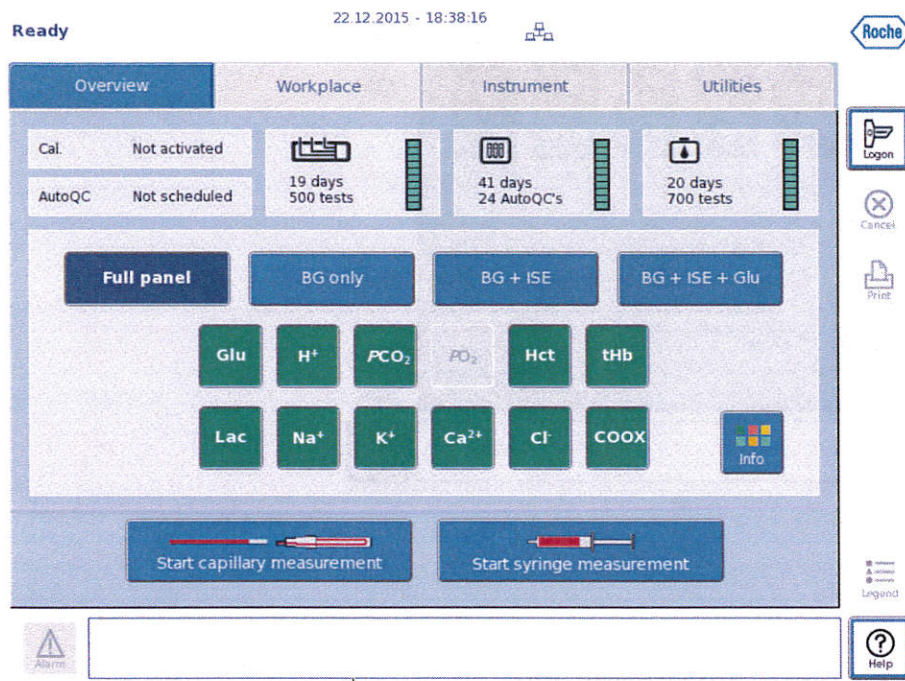 22.12.2015 - 18:38:16
Ready
Roche
Overview
Workplace
Instrument
Utilities
Cal. Not activated
AutoQC Not scheduled
19 days
500 tests
41 days
24 AutoQC's
20 days
700 tests
Logon
Cancel
Print
Full panel
BG only
BG + ISE
BG + ISE + Glu
Glu
H⁺
PCO₂
PO₂
Hct
tHb
Lac
Na⁺
K⁺
Ca²⁺
Cl⁻
COOX
Info
Start capillary measurement
Start syringe measurement
Legend
Alarm
Help